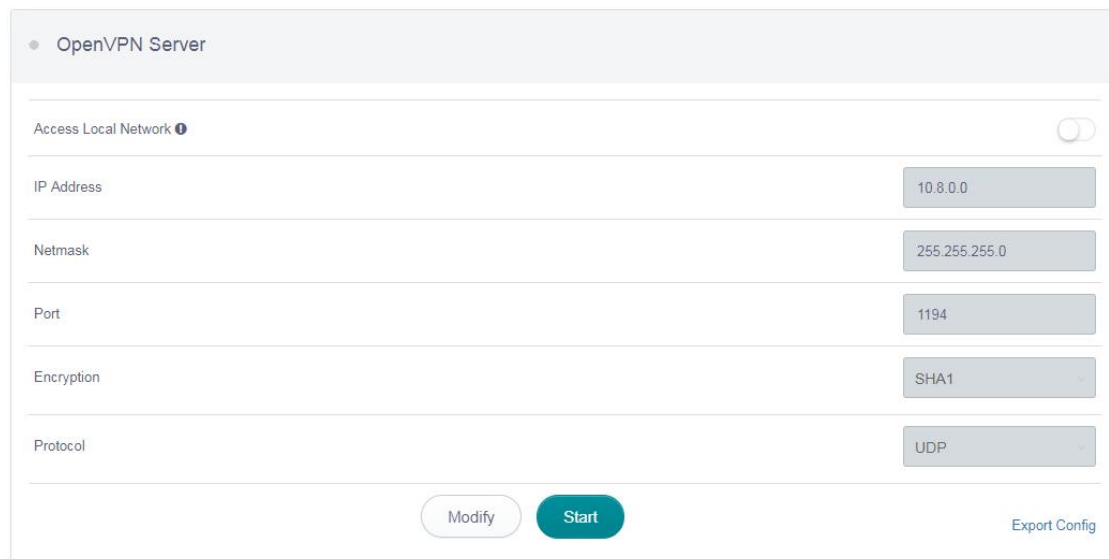 OpenVPN Server
Access Local Network
IP Address 10.8.0.0
Netmask 255.255.255.0
Port 1194
Encryption SHA1
Protocol UDP
Modify Start Export Config